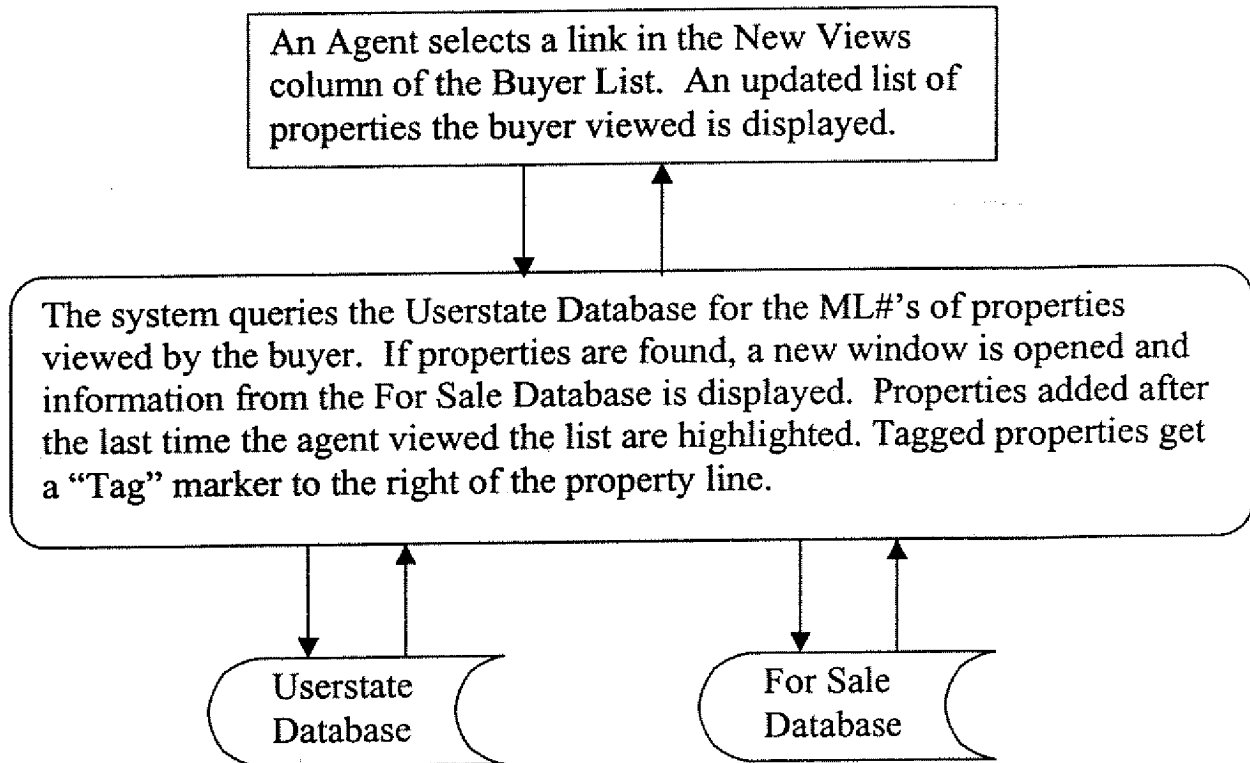 An Agent selects a link in the New Views
column of the Buyer List.  An updated list of
properties the buyer viewed is displayed.
The system queries the Userstate Database for the ML#'s of properties
viewed by the buyer.  If properties are found, a new window is opened and
information from the For Sale Database is displayed.  Properties added after
the last time the agent viewed the list are highlighted. Tagged properties get
a “Tag” marker to the right of the property line.
Userstate
Database
For Sale
Database